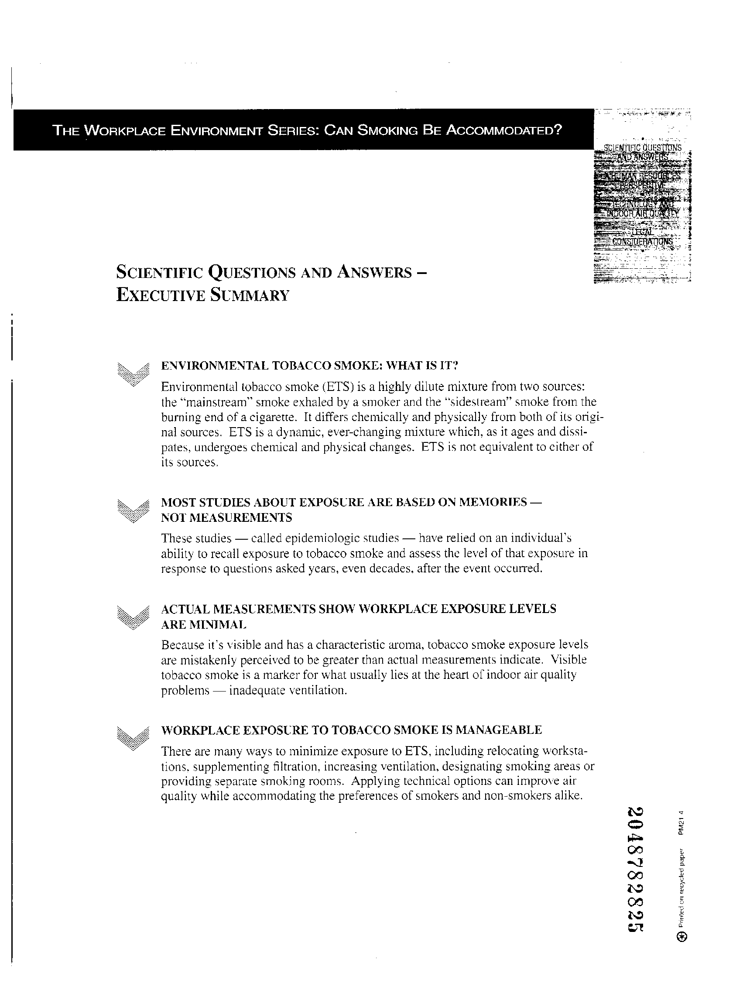 THE WORKPLACE ENVIRONMENT SERIES: CAN SMOKING BE ACCOMMODATED?
SCIENTIFIC QUESTIONS
AND ANSWERS
HUMAN RESOURCES
PERSPECTIVE
TECHNOLOGY AND
INDOOR AIR QUALITY
LEGAL
CONSIDERATIONS
SCIENTIFIC QUESTIONS AND ANSWERS –
EXECUTIVE SUMMARY
ENVIRONMENTAL TOBACCO SMOKE: WHAT IS IT?
Environmental tobacco smoke (ETS) is a highly dilute mixture from two sources:
the “mainstream” smoke exhaled by a smoker and the “sidestream” smoke from the
burning end of a cigarette. It differs chemically and physically from both of its origi-
nal sources. ETS is a dynamic, ever-changing mixture which, as it ages and dissi-
pates, undergoes chemical and physical changes. ETS is not equivalent to either of
its sources.
MOST STUDIES ABOUT EXPOSURE ARE BASED ON MEMORIES —
NOT MEASUREMENTS
These studies — called epidemiologic studies — have relied on an individual’s
ability to recall exposure to tobacco smoke and assess the level of that exposure in
response to questions asked years, even decades, after the event occurred.
ACTUAL MEASUREMENTS SHOW WORKPLACE EXPOSURE LEVELS
ARE MINIMAL
Because it’s visible and has a characteristic aroma, tobacco smoke exposure levels
are mistakenly perceived to be greater than actual measurements indicate. Visible
tobacco smoke is a marker for what usually lies at the heart of indoor air quality
problems — inadequate ventilation.
WORKPLACE EXPOSURE TO TOBACCO SMOKE IS MANAGEABLE
There are many ways to minimize exposure to ETS, including relocating worksta-
tions, supplementing filtration, increasing ventilation, designating smoking areas or
providing separate smoking rooms. Applying technical options can improve air
quality while accommodating the preferences of smokers and non-smokers alike.
2048782825
Printed on recycled paper PM21 4